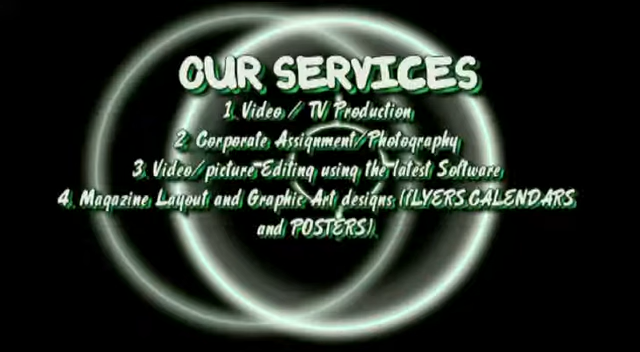 OUR SERVICES
1. Video / TV Production
2. Corporate Assignment/Photography
3. Video/picture Editing using the latest Software
4. Magazine Layout and Graphic Art designs (fLYERS,CALENDARS
and POSTERS).